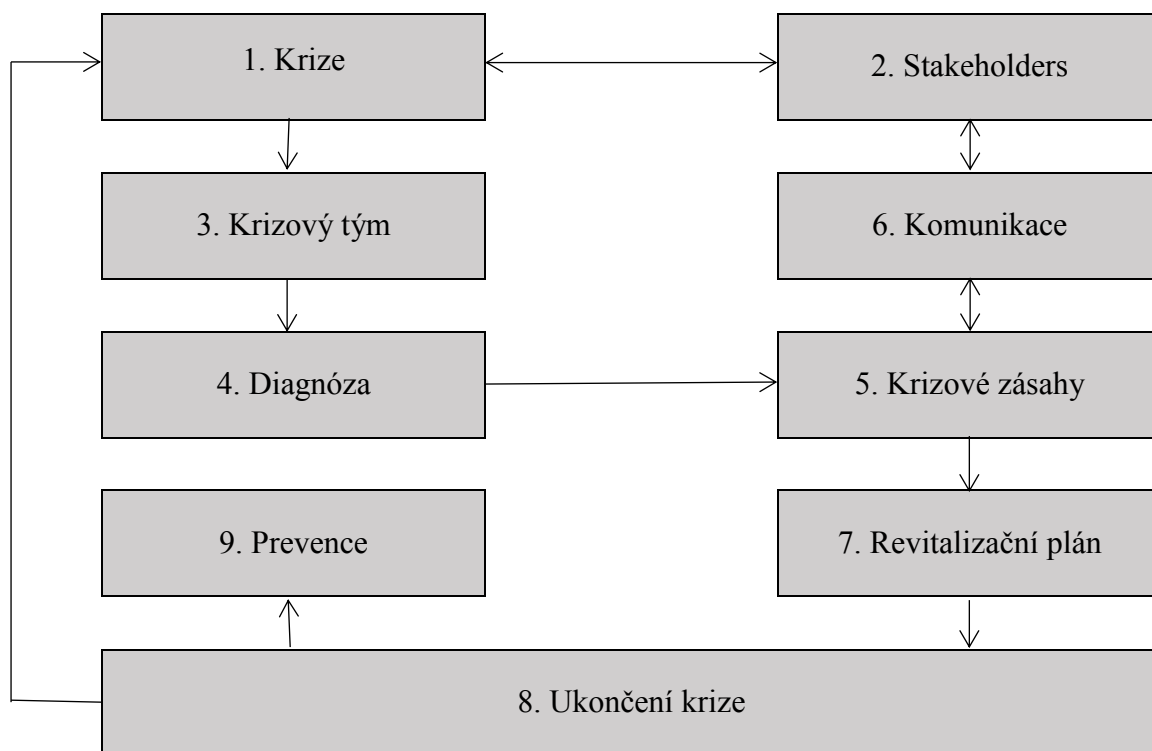 1. Krize
2. Stakeholders
3. Krizový tým
6. Komunikace
4. Diagnóza
5. Krizové zásahy
9. Prevence
7. Revitalizační plán
8. Ukončení krize